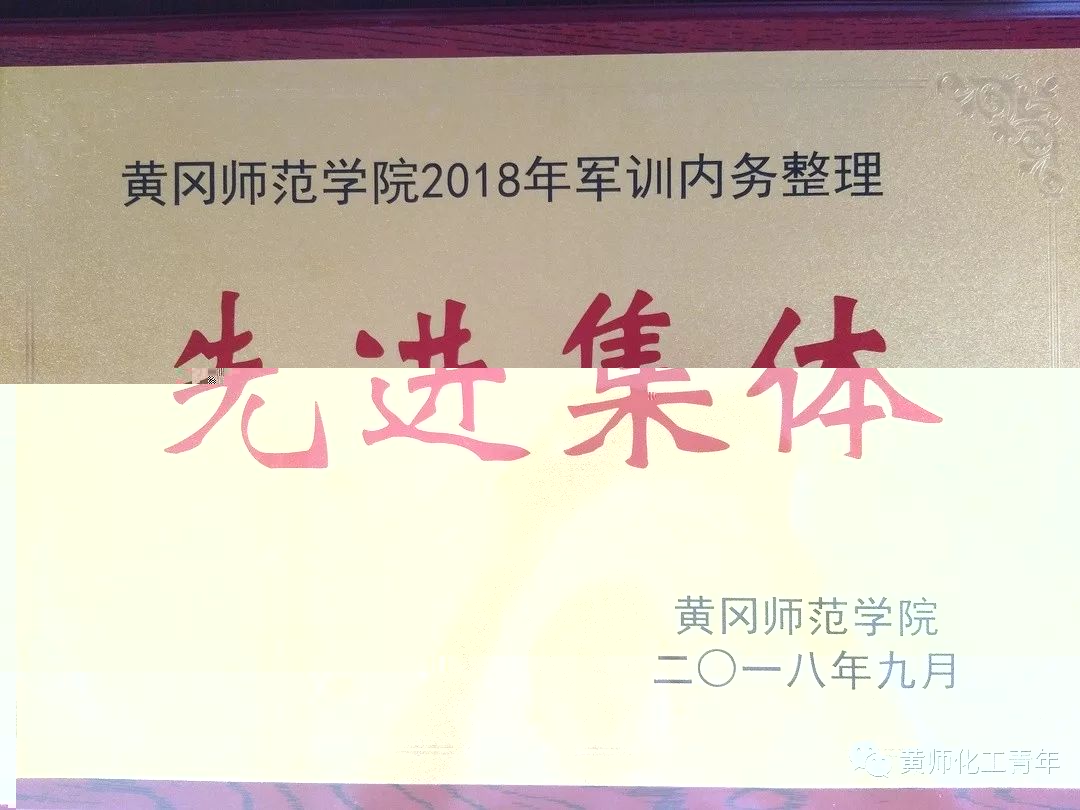 黄冈师范学院2018年军训内务整理
先进集体
黄冈师范学院
二〇一八年九月
黄师化工青年